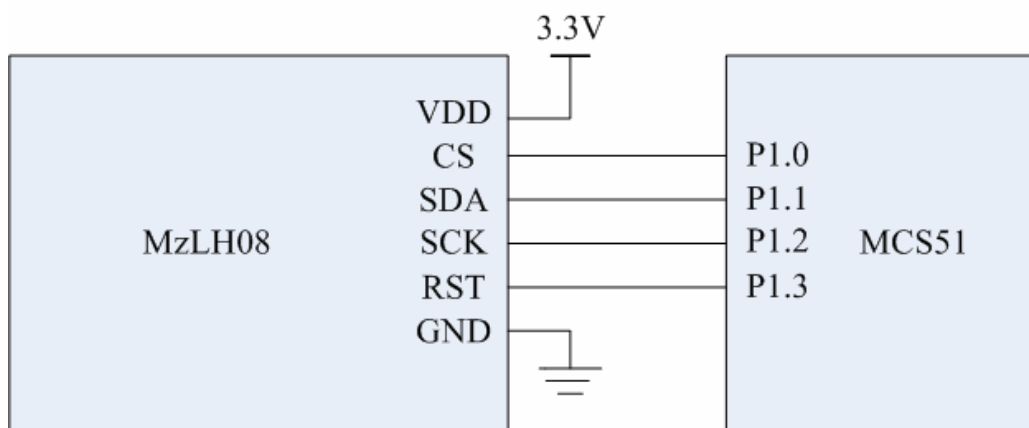 3.3V
VDD
CS
P1.0
SDA
P1.1
MzLH08
SCK
P1.2
MCS51
RST
P1.3
GND